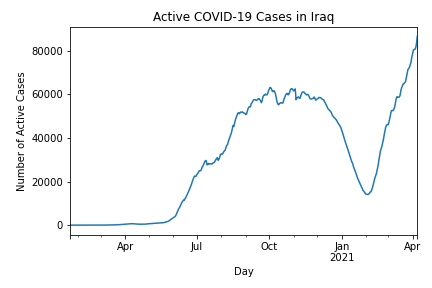 Active COVID-19 Cases in Iraq
Number of Active Cases
80000
60000
40000
20000
0
Apr
Jul
Oct
Jan
2021
Apr
Day